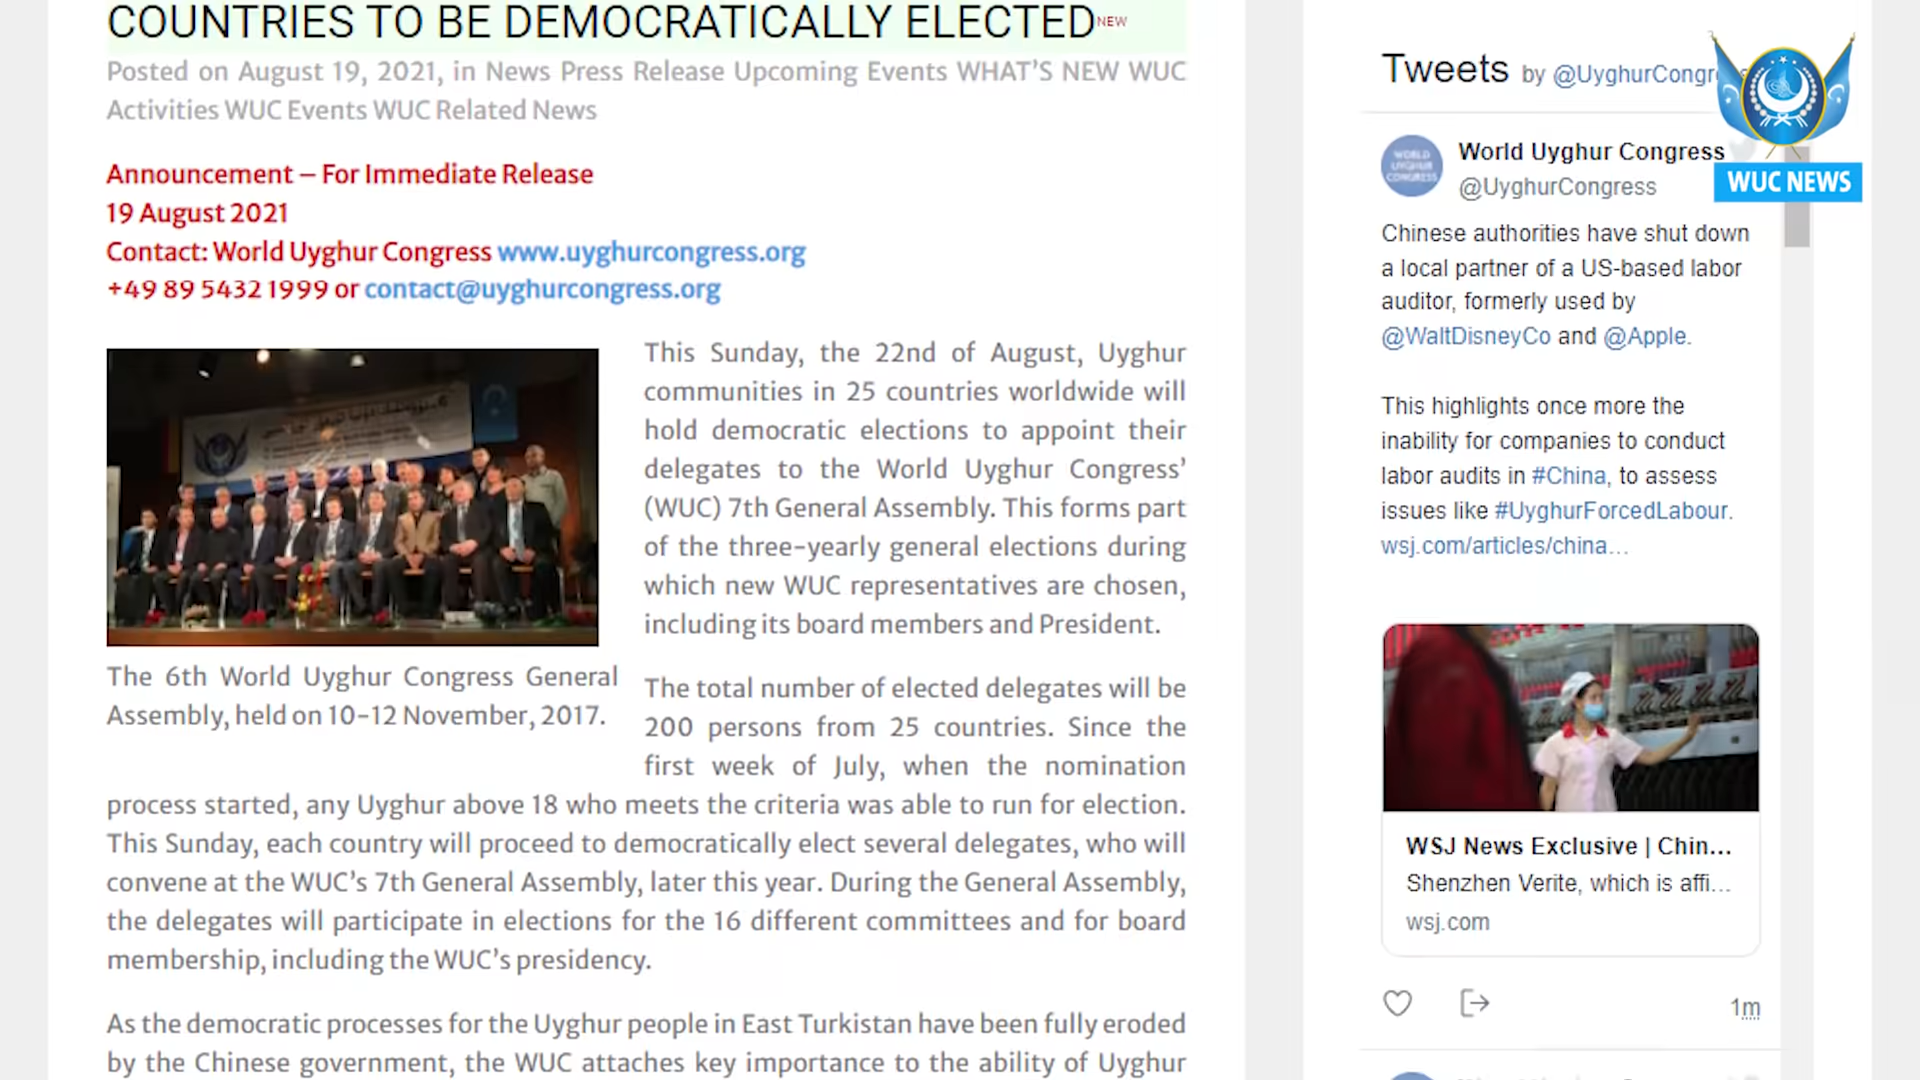 COUNTRIES TO BE DEMOCRATICALLY ELECTED NEW
Posted on August 19, 2021, in News Press Release Upcoming Events WHAT’S NEW WUC
Activities WUC Events WUC Related News
Announcement – For Immediate Release
19 August 2021
Contact: World Uyghur Congress www.uyghurcongress.org
+49 89 5432 1999 or contact@uyghurcongress.org
This Sunday, the 22nd of August, Uyghur
communities in 25 countries worldwide will
hold democratic elections to appoint their
delegates to the World Uyghur Congress’
(WUC) 7th General Assembly. This forms part
of the three-yearly general elections during
which new WUC representatives are chosen,
including its board members and President.
The 6th World Uyghur Congress General
Assembly, held on 10-12 November, 2017.
The total number of elected delegates will be
200 persons from 25 countries. Since the
first week of July, when the nomination
process started, any Uyghur above 18 who meets the criteria was able to run for election.
This Sunday, each country will proceed to democratically elect several delegates, who will
convene at the WUC’s 7th General Assembly, later this year. During the General Assembly,
the delegates will participate in elections for the 16 different committees and for board
membership, including the WUC’s presidency.
As the democratic processes for the Uyghur people in East Turkistan have been fully eroded
by the Chinese government, the WUC attaches key importance to the ability of Uyghur
Tweets by @UyghurCongr
WUC NEWS
WORLD
UYGHUR
CONGRESS
World Uyghur Congress
@UyghurCongress
Chinese authorities have shut down
a local partner of a US-based labor
auditor, formerly used by
@WaltDisneyCo and @Apple.
This highlights once more the
inability for companies to conduct
labor audits in #China, to assess
issues like #UyghurForcedLabour.
wsj.com/articles/china…
WSJ News Exclusive | Chin...
Shenzhen Verite, which is affi...
wsj.com
1m